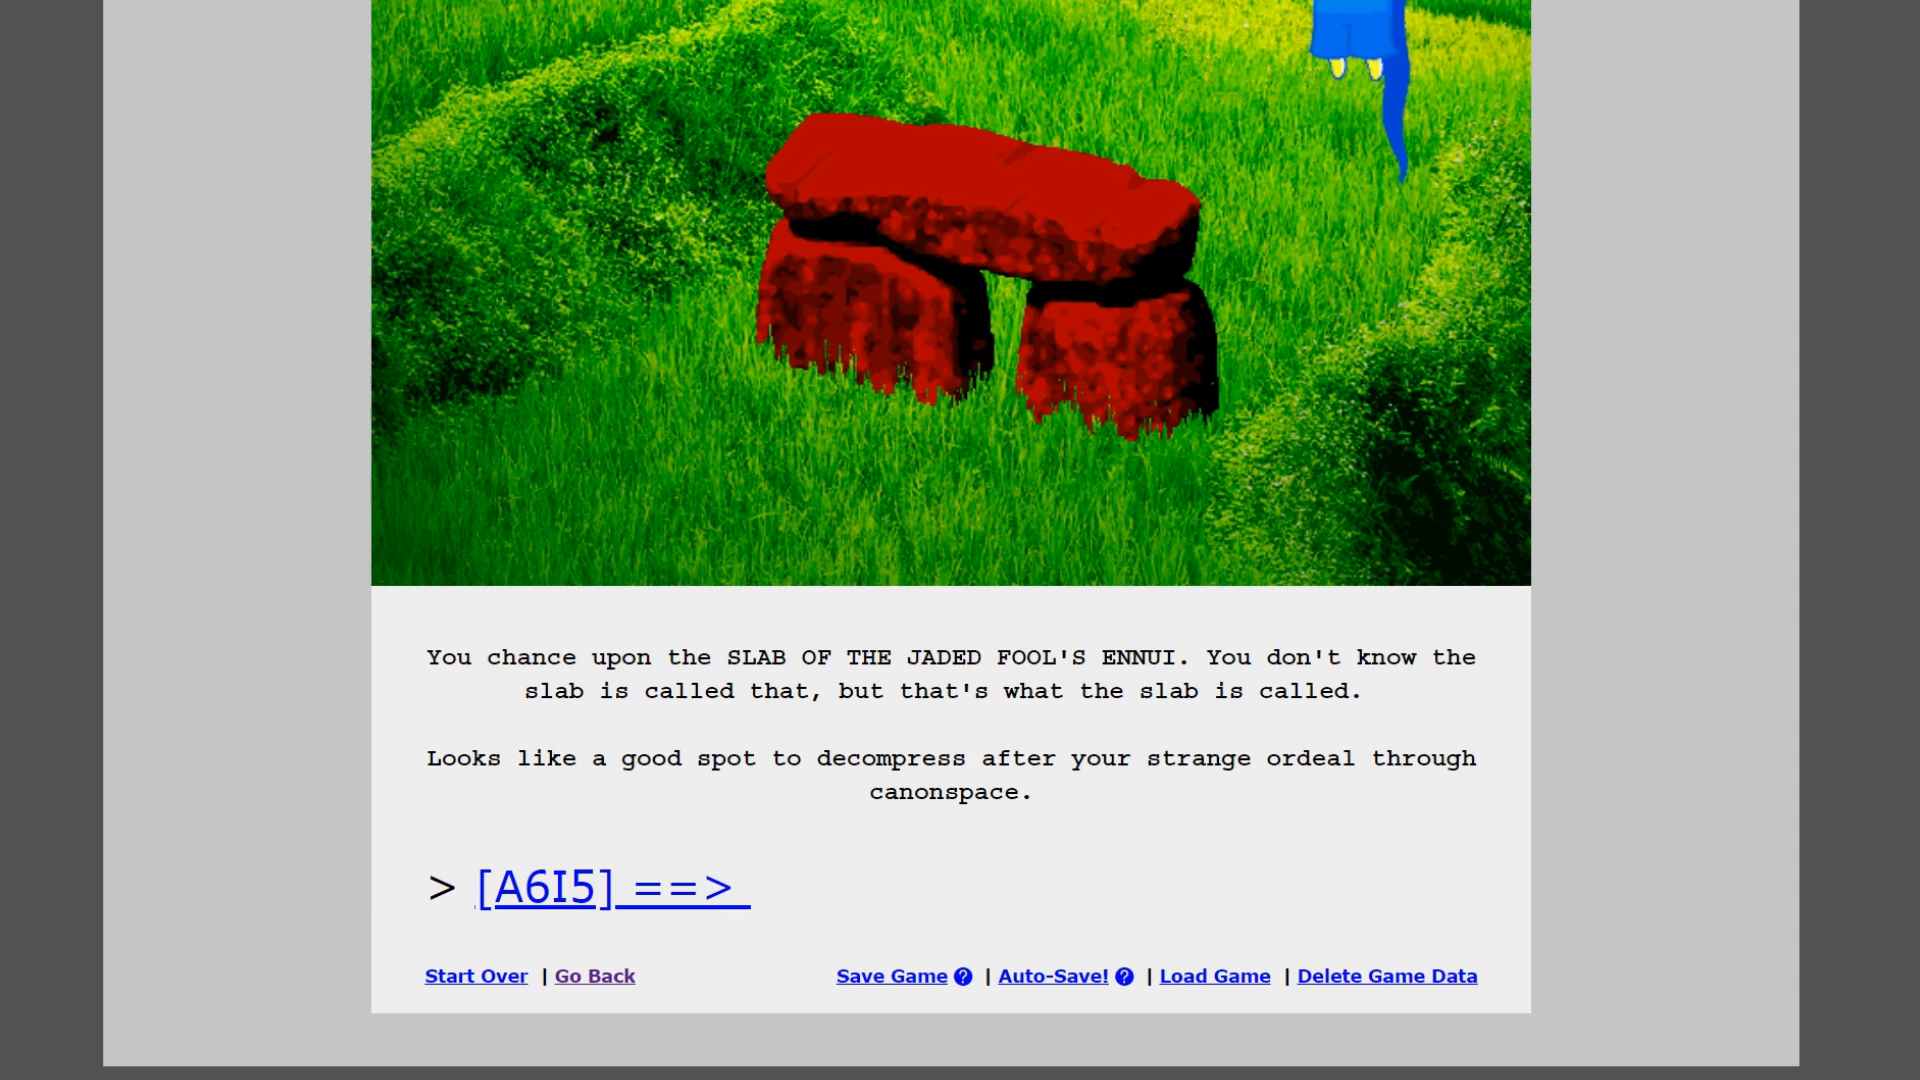 You chance upon the SLAB OF THE JADED FOOL'S ENNUI. You don't know the
slab is called that, but that's what the slab is called.
Looks like a good spot to decompress after your strange ordeal through
canonspace.
> [A6I5] ==>
Start Over | Go Back Save Game ? | Auto-Save! ? | Load Game | Delete Game Data